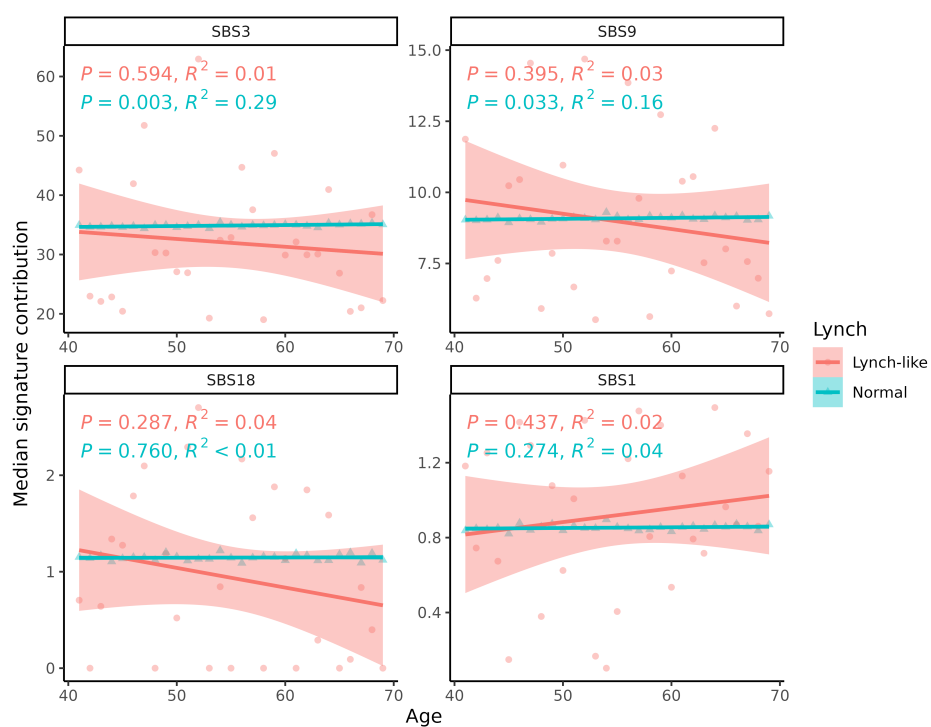 SBS3
SBS9
Median signature contribution
60
50
40
30
20
P = 0.594, R² = 0.01
P = 0.003, R² = 0.29
40 50 60 70
15.0
12.5
10.0
7.5
P = 0.395, R² = 0.03
P = 0.033, R² = 0.16
40 50 60 70
SBS18
SBS1
2
1
0
P = 0.287, R² = 0.04
P = 0.760, R² < 0.01
40 50 60 70
1.2
0.8
0.4
P = 0.437, R² = 0.02
P = 0.274, R² = 0.04
40 50 60 70
Age
Lynch
Lynch-like
Normal